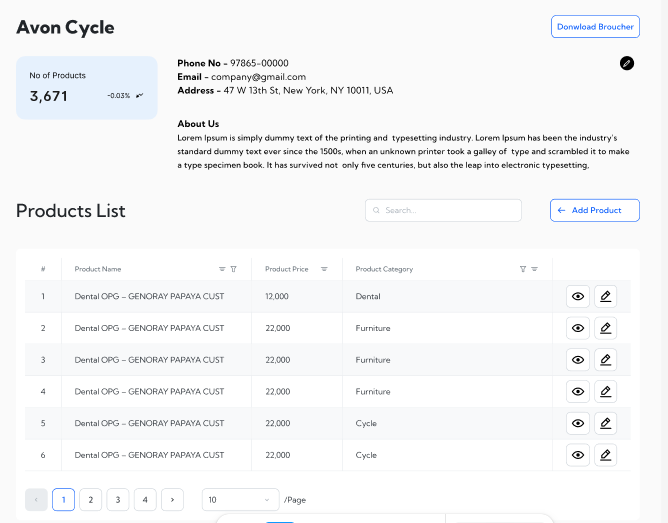 Avon Cycle
Donwload Broucher
No of Products
3,671
-0.03%
Phone No - 97865-00000
Email - company@gmail.com
Address - 47 W 13th St, New York, NY 10011, USA
About Us
Lorem Ipsum is simply dummy text of the printing and typesetting industry. Lorem Ipsum has been the industry's
standard dummy text ever since the 1500s, when an unknown printer took a galley of type and scrambled it to make
a type specimen book. It has survived not only five centuries, but also the leap into electronic typesetting,
Products List
Search...
Add Product
# Product Name Product Price Product Category
1 Dental OPG – GENORAY PAPAYA CUST 12,000 Dental
2 Dental OPG – GENORAY PAPAYA CUST 22,000 Furniture
3 Dental OPG – GENORAY PAPAYA CUST 22,000 Furniture
4 Dental OPG – GENORAY PAPAYA CUST 22,000 Furniture
5 Dental OPG – GENORAY PAPAYA CUST 22,000 Cycle
6 Dental OPG – GENORAY PAPAYA CUST 22,000 Cycle
‹ 1 2 3 4 › 10 /Page